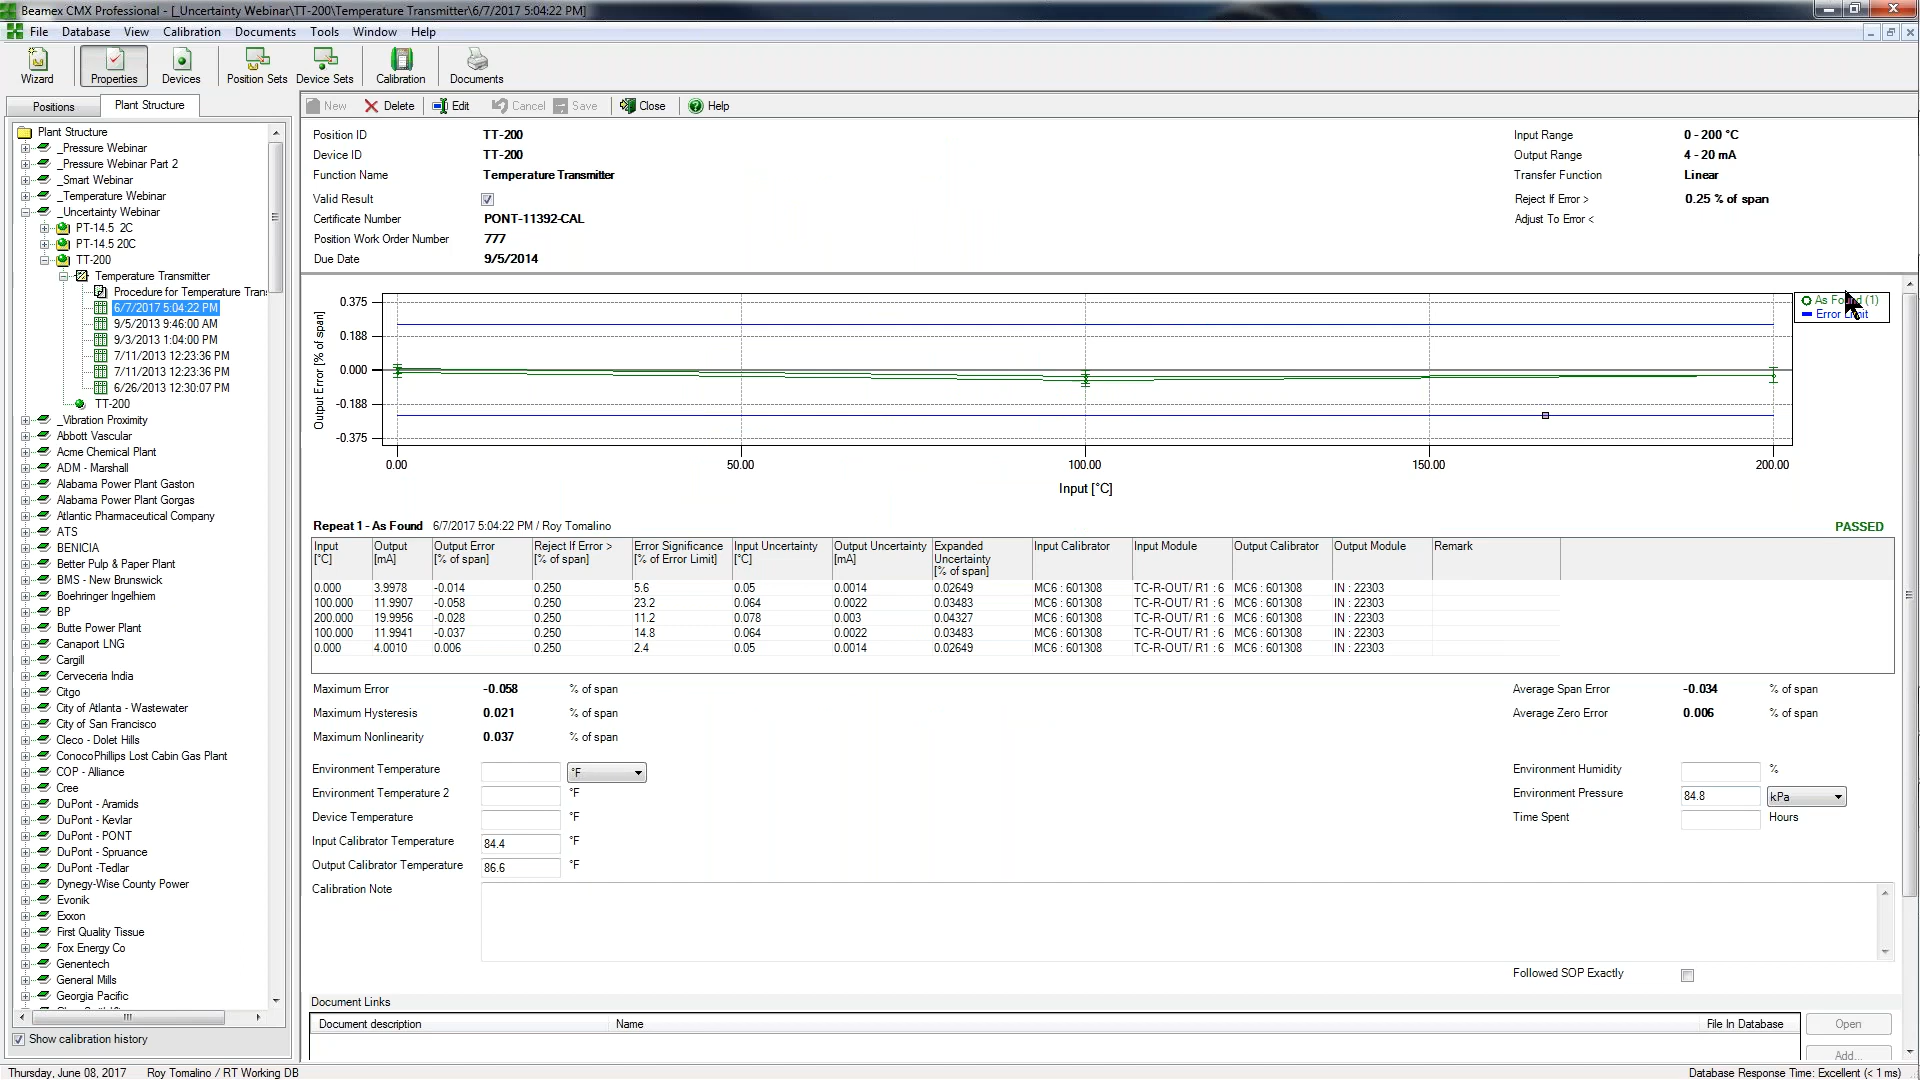 Beamex CMX Professional - [_Uncertainty Webinar\TT-200\Temperature Transmitter\6/7/2017 5:04:22 PM]
File Database View Calibration Documents Tools Window Help
Wizard Properties Devices Position Sets Device Sets Calibration Documents
Positions Plant Structure
New Delete Edit Cancel Save Close Help
Plant Structure
_Pressure Webinar
_Pressure Webinar Part 2
_Smart Webinar
_Temperature Webinar
_Uncertainty Webinar
PT-14.5 2C
PT-14.5 20C
TT-200
Temperature Transmitter
Procedure for Temperature Tran
6/7/2017 5:04:22 PM
9/5/2013 9:46:00 AM
9/3/2013 1:04:00 PM
7/11/2013 12:23:36 PM
7/11/2013 12:23:36 PM
6/26/2013 12:30:07 PM
TT-200
_Vibration Proximity
Abbott Vascular
Acme Chemical Plant
ADM - Marshall
Alabama Power Plant Gaston
Alabama Power Plant Gorgas
Atlantic Pharmaceutical Company
ATS
BENICIA
Better Pulp & Paper Plant
BMS - New Brunswick
Boehringer Ingelhiem
BP
Butte Power Plant
Canaport LNG
Cargill
Cerveceria India
Citgo
City of Atlanta - Wastewater
City of San Francisco
Cleco - Dolet Hills
ConocoPhillips Lost Cabin Gas Plant
COP - Alliance
Cree
DuPont - Aramids
DuPont - Kevlar
DuPont - PONT
DuPont - Spruance
DuPont -Tedlar
Dynegy-Wise County Power
Evonik
Exxon
First Quality Tissue
Fox Energy Co
Genentech
General Mills
Georgia Pacific
Show calibration history
Position ID TT-200
Device ID TT-200
Function Name Temperature Transmitter
Valid Result
Certificate Number PONT-11392-CAL
Position Work Order Number 777
Due Date 9/5/2014
Input Range 0 - 200 °C
Output Range 4 - 20 mA
Transfer Function Linear
Reject If Error > 0.25 % of span
Adjust To Error <
Output Error [% of span]
0.375
0.188
0.000
-0.188
-0.375
0.00 50.00 100.00 150.00 200.00
Input [°C]
As Found (1)
Error Limit
Repeat 1 - As Found 6/7/2017 5:04:22 PM / Roy Tomalino PASSED
Input [°C] Output [mA] Output Error [% of span] Reject If Error > [% of span] Error Significance [% of Error Limit] Input Uncertainty [°C] Output Uncertainty [mA] Expanded Uncertainty [% of span] Input Calibrator Input Module Output Calibrator Output Module Remark
0.000 3.9978 -0.014 0.250 5.6 0.05 0.0014 0.02649 MC6 : 601308 TC-R-OUT/ R1 : 6 MC6 : 601308 IN : 22303
100.000 11.9907 -0.058 0.250 23.2 0.064 0.0022 0.03483 MC6 : 601308 TC-R-OUT/ R1 : 6 MC6 : 601308 IN : 22303
200.000 19.9956 -0.028 0.250 11.2 0.078 0.003 0.04327 MC6 : 601308 TC-R-OUT/ R1 : 6 MC6 : 601308 IN : 22303
100.000 11.9941 -0.037 0.250 14.8 0.064 0.0022 0.03483 MC6 : 601308 TC-R-OUT/ R1 : 6 MC6 : 601308 IN : 22303
0.000 4.0010 0.006 0.250 2.4 0.05 0.0014 0.02649 MC6 : 601308 TC-R-OUT/ R1 : 6 MC6 : 601308 IN : 22303
Maximum Error -0.058 % of span
Maximum Hysteresis 0.021 % of span
Maximum Nonlinearity 0.037 % of span
Average Span Error -0.034 % of span
Average Zero Error 0.006 % of span
Environment Temperature °F
Environment Temperature 2 °F
Device Temperature °F
Input Calibrator Temperature 84.4 °F
Output Calibrator Temperature 86.6 °F
Calibration Note
Environment Humidity %
Environment Pressure 84.8 kPa
Time Spent Hours
Followed SOP Exactly
Document Links
Document description Name File In Database
Open
Add...
Thursday, June 08, 2017 Roy Tomalino / RT Working DB Database Response Time: Excellent (< 1 ms)